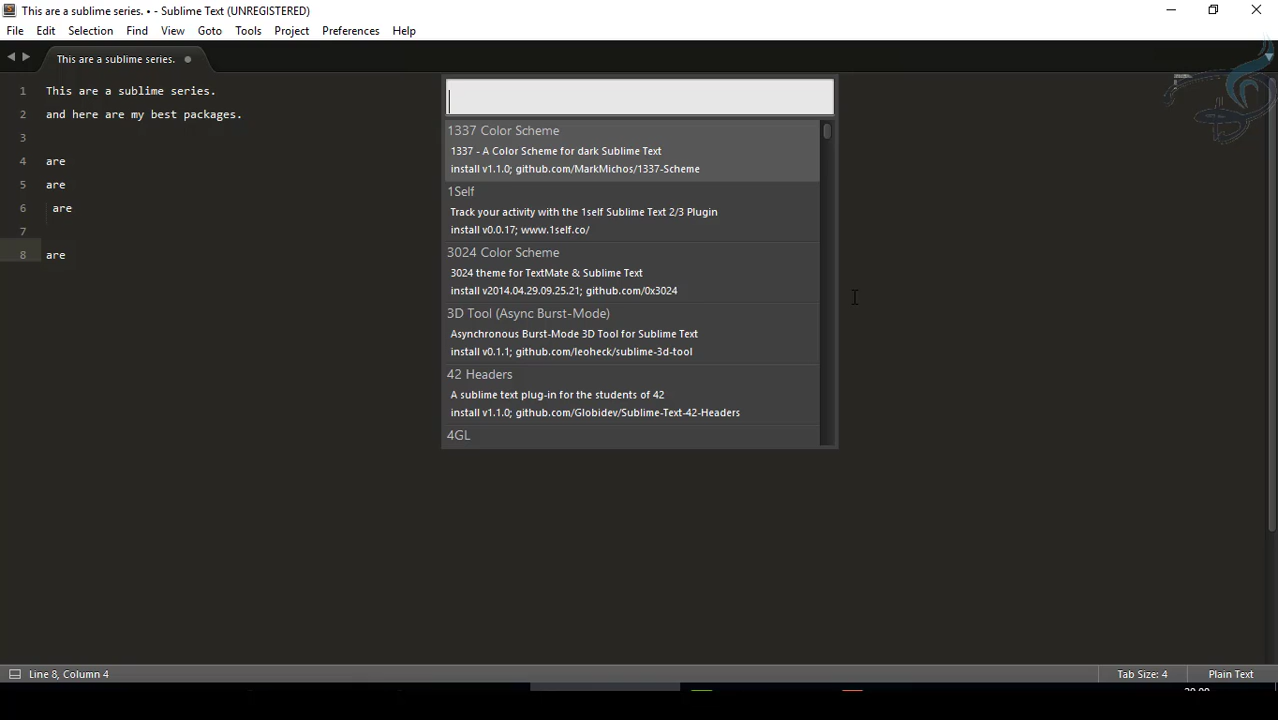 This are a sublime series. • - Sublime Text (UNREGISTERED)
File Edit Selection Find View Goto Tools Project Preferences Help
This are a sublime series.
1 This are a sublime series.
2 and here are my best packages.
3
4 are
5 are
6 are
7
8 are
1337 Color Scheme
1337 - A Color Scheme for dark Sublime Text
install v1.1.0; github.com/MarkMichos/1337-Scheme
1Self
Track your activity with the 1self Sublime Text 2/3 Plugin
install v0.0.17; www.1self.co/
3024 Color Scheme
3024 theme for TextMate & Sublime Text
install v2014.04.29.09.25.21; github.com/0x3024
3D Tool (Async Burst-Mode)
Asynchronous Burst-Mode 3D Tool for Sublime Text
install v0.1.1; github.com/leoheck/sublime-3d-tool
42 Headers
A sublime text plug-in for the students of 42
install v1.1.0; github.com/Globidev/Sublime-Text-42-Headers
4GL
Line 8, Column 4
Tab Size: 4
Plain Text